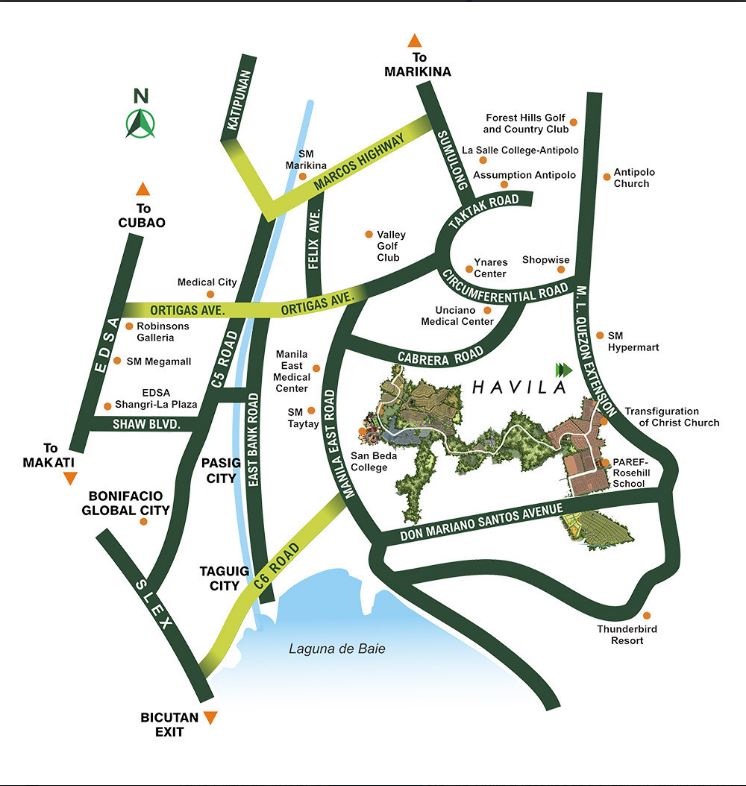 To
MARIKINA
N
KATIPUNAN
Forest Hills Golf
and Country Club
La Salle College-Antipolo
Assumption Antipolo
Antipolo
Church
SM
Marikina
MARCOS HIGHWAY
SUMULONG
TAKTAK ROAD
To
CUBAO
FELIX AVE.
Valley
Golf
Club
Ynares
Center
Shopwise
CIRCUMFERENTIAL ROAD
Medical City
ORTIGAS AVE.
ORTIGAS AVE.
Unciano
Medical Center
M. L. QUEZON EXTENSION
EDSA
Robinsons
Galleria
SM Megamall
C5 ROAD
Manila
East
Medical
Center
CABRERA ROAD
SM
Hypermart
HAVILA
EDSA
Shangri-La Plaza
SHAW BLVD.
EAST BANK ROAD
SM
Taytay
MANILA EAST ROAD
Transfiguration
of Christ Church
To
MAKATI
PASIG
CITY
San Beda
College
PAREF-
Rosehill
School
BONIFACIO
GLOBAL CITY
DON MARIANO SANTOS AVENUE
SLEX
TAGUIG
CITY
C6 ROAD
Laguna de Baie
Thunderbird
Resort
BICUTAN
EXIT